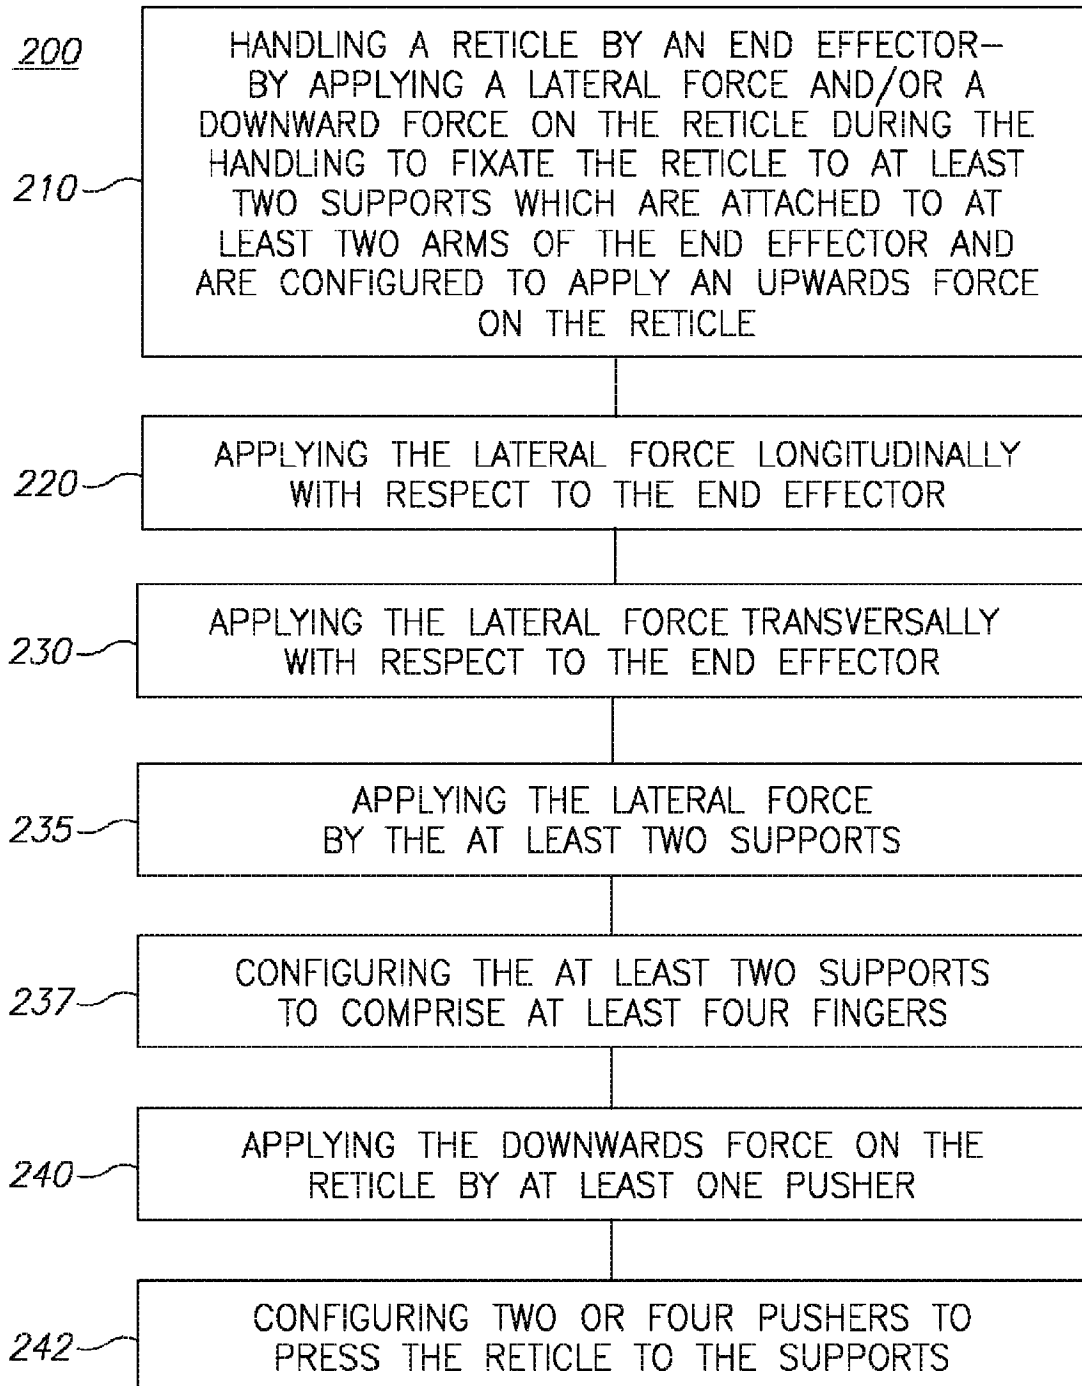 200
HANDLING A RETICLE BY AN END EFFECTOR–
BY APPLYING A LATERAL FORCE AND/OR A
DOWNWARD FORCE ON THE RETICLE DURING THE
HANDLING TO FIXATE THE RETICLE TO AT LEAST
TWO SUPPORTS WHICH ARE ATTACHED TO AT
LEAST TWO ARMS OF THE END EFFECTOR AND
ARE CONFIGURED TO APPLY AN UPWARDS FORCE
ON THE RETICLE
210
APPLYING THE LATERAL FORCE LONGITUDINALLY
WITH RESPECT TO THE END EFFECTOR
220
APPLYING THE LATERAL FORCE TRANSVERSALLY
WITH RESPECT TO THE END EFFECTOR
230
APPLYING THE LATERAL FORCE
BY THE AT LEAST TWO SUPPORTS
235
CONFIGURING THE AT LEAST TWO SUPPORTS
TO COMPRISE AT LEAST FOUR FINGERS
237
APPLYING THE DOWNWARDS FORCE ON THE
RETICLE BY AT LEAST ONE PUSHER
240
CONFIGURING TWO OR FOUR PUSHERS TO
PRESS THE RETICLE TO THE SUPPORTS
242